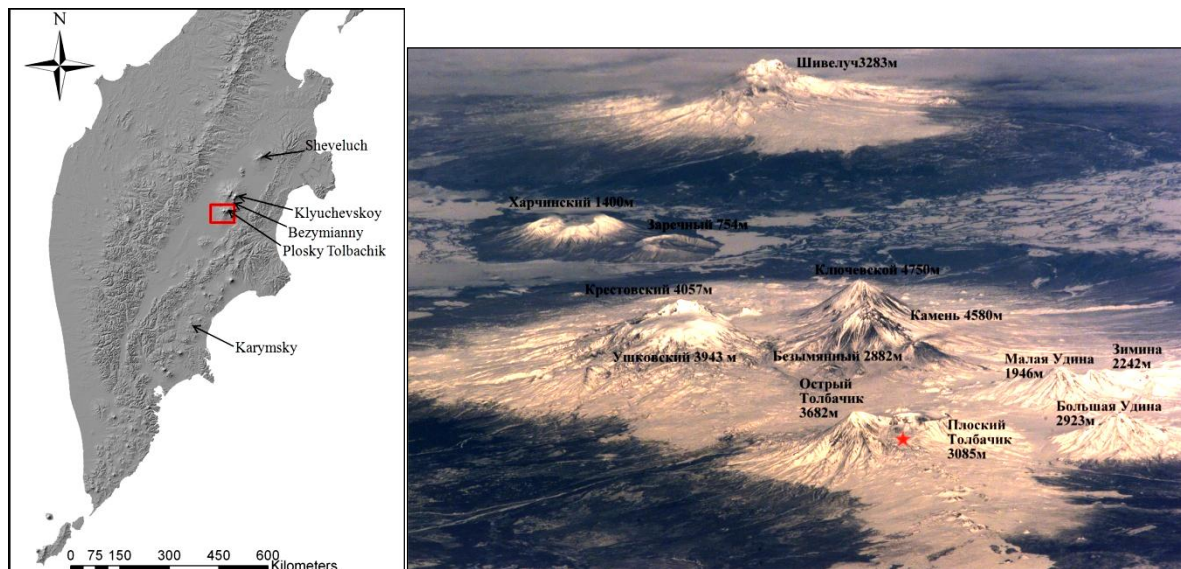 N
Sheveluch
Klyuchevskoy
Bezymianny
Plosky Tolbachik
Karymsky
0 75 150 300 450 600
Kilometers
Шивелуч3283м
Харчинский 1400м
Заречный 754м
Ключевской 4750м
Крестовский 4057м
Камень 4580м
Ушковский 3943 м
Безымянный 2882м
Зимина
2242м
Малая Удина
1946м
Острый
Толбачик
3682м
Большая Удина
2923м
Плоский
Толбачик
3085м